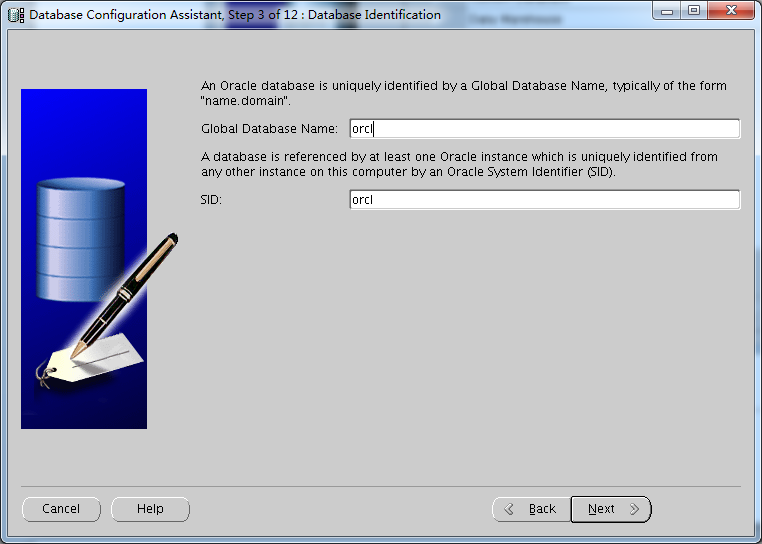 Database Configuration Assistant, Step 3 of 12 : Database Identification
Data Warehouse
An Oracle database is uniquely identified by a Global Database Name, typically of the form
"name.domain".
Global Database Name: orcl
A database is referenced by at least one Oracle instance which is uniquely identified from
any other instance on this computer by an Oracle System Identifier (SID).
SID: orcl
Cancel Help Back Next